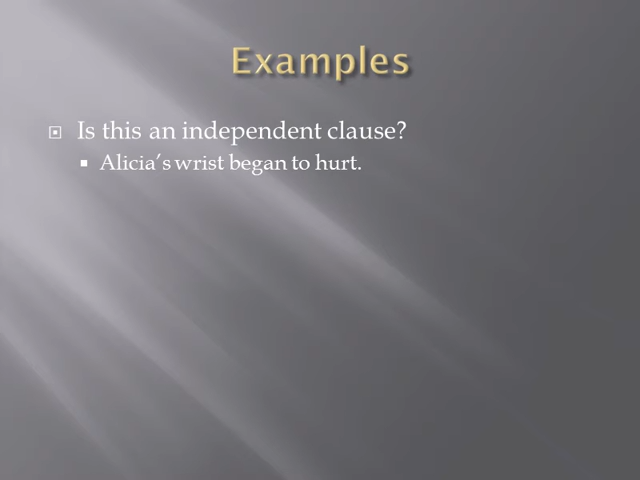 Examples
Is this an independent clause?
Alicia’s wrist began to hurt.